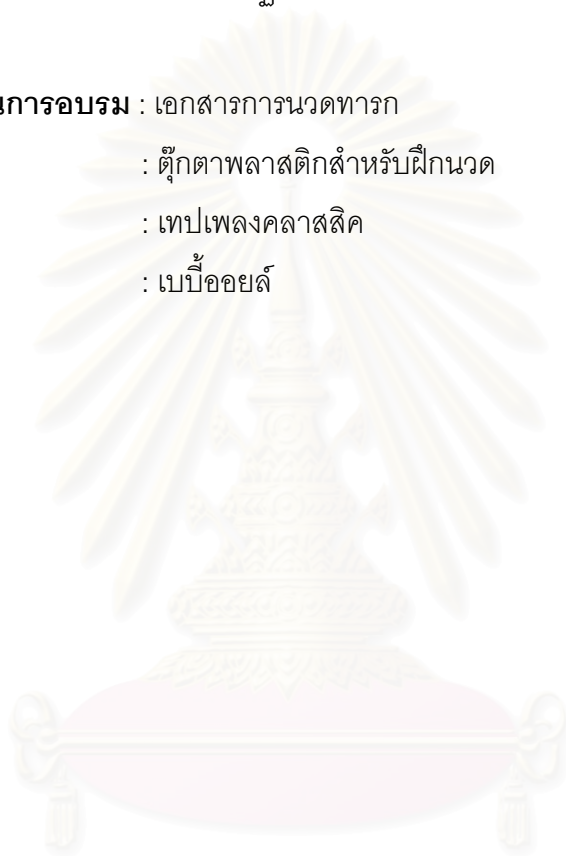 นการอบรม : เอกสารการนวดทารก
: ตุ๊กตาพลาสติกสำหรับฝึกนวด
: เทปเพลงคลาสสิค
: เบบี้ออยล์